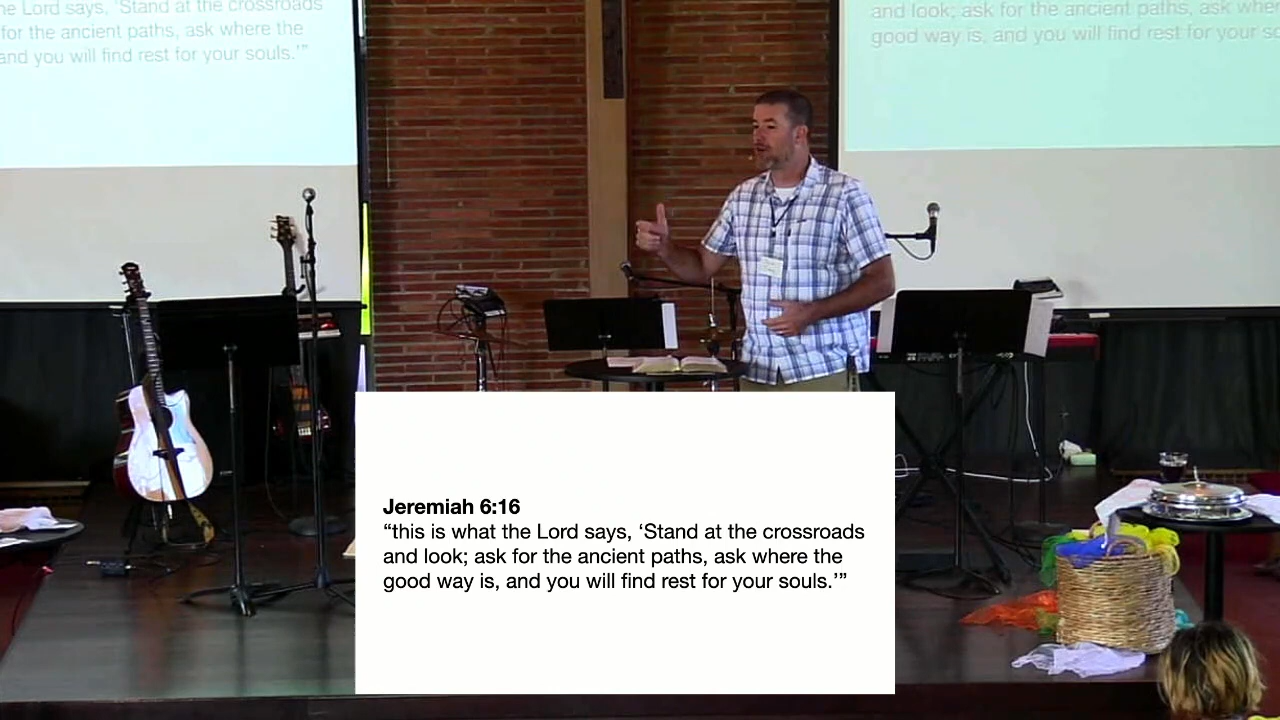 he Lord says, ‘Stand at the crossroads
for the ancient paths, ask where the
and you will find rest for your souls.’”
and look; ask for the ancient paths, ask wher
good way is, and you will find rest for your so
Jeremiah 6:16
“this is what the Lord says, ‘Stand at the crossroads
and look; ask for the ancient paths, ask where the
good way is, and you will find rest for your souls.’”